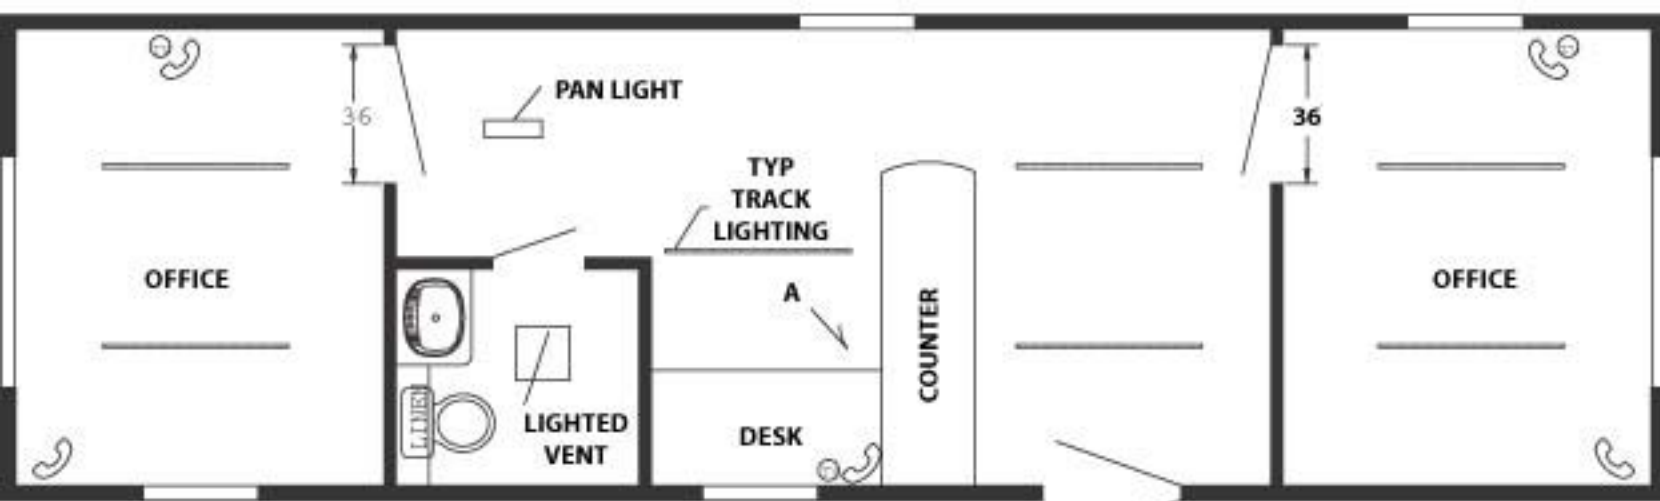 PAN LIGHT
36
36
TYP
TRACK
LIGHTING
OFFICE
A
OFFICE
COUNTER
LINEN
LIGHTED
VENT
DESK